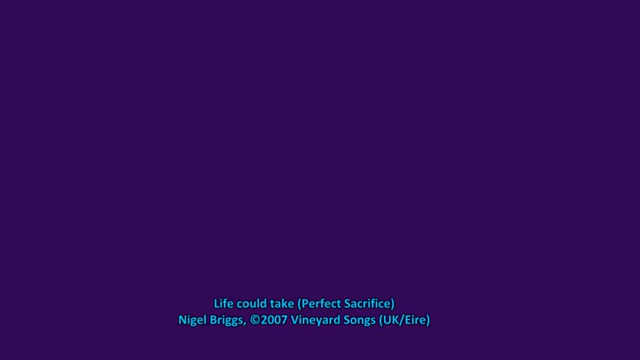 Life could take (Perfect Sacrifice)
Nigel Briggs, ©2007 Vineyard Songs (UK/Eire)